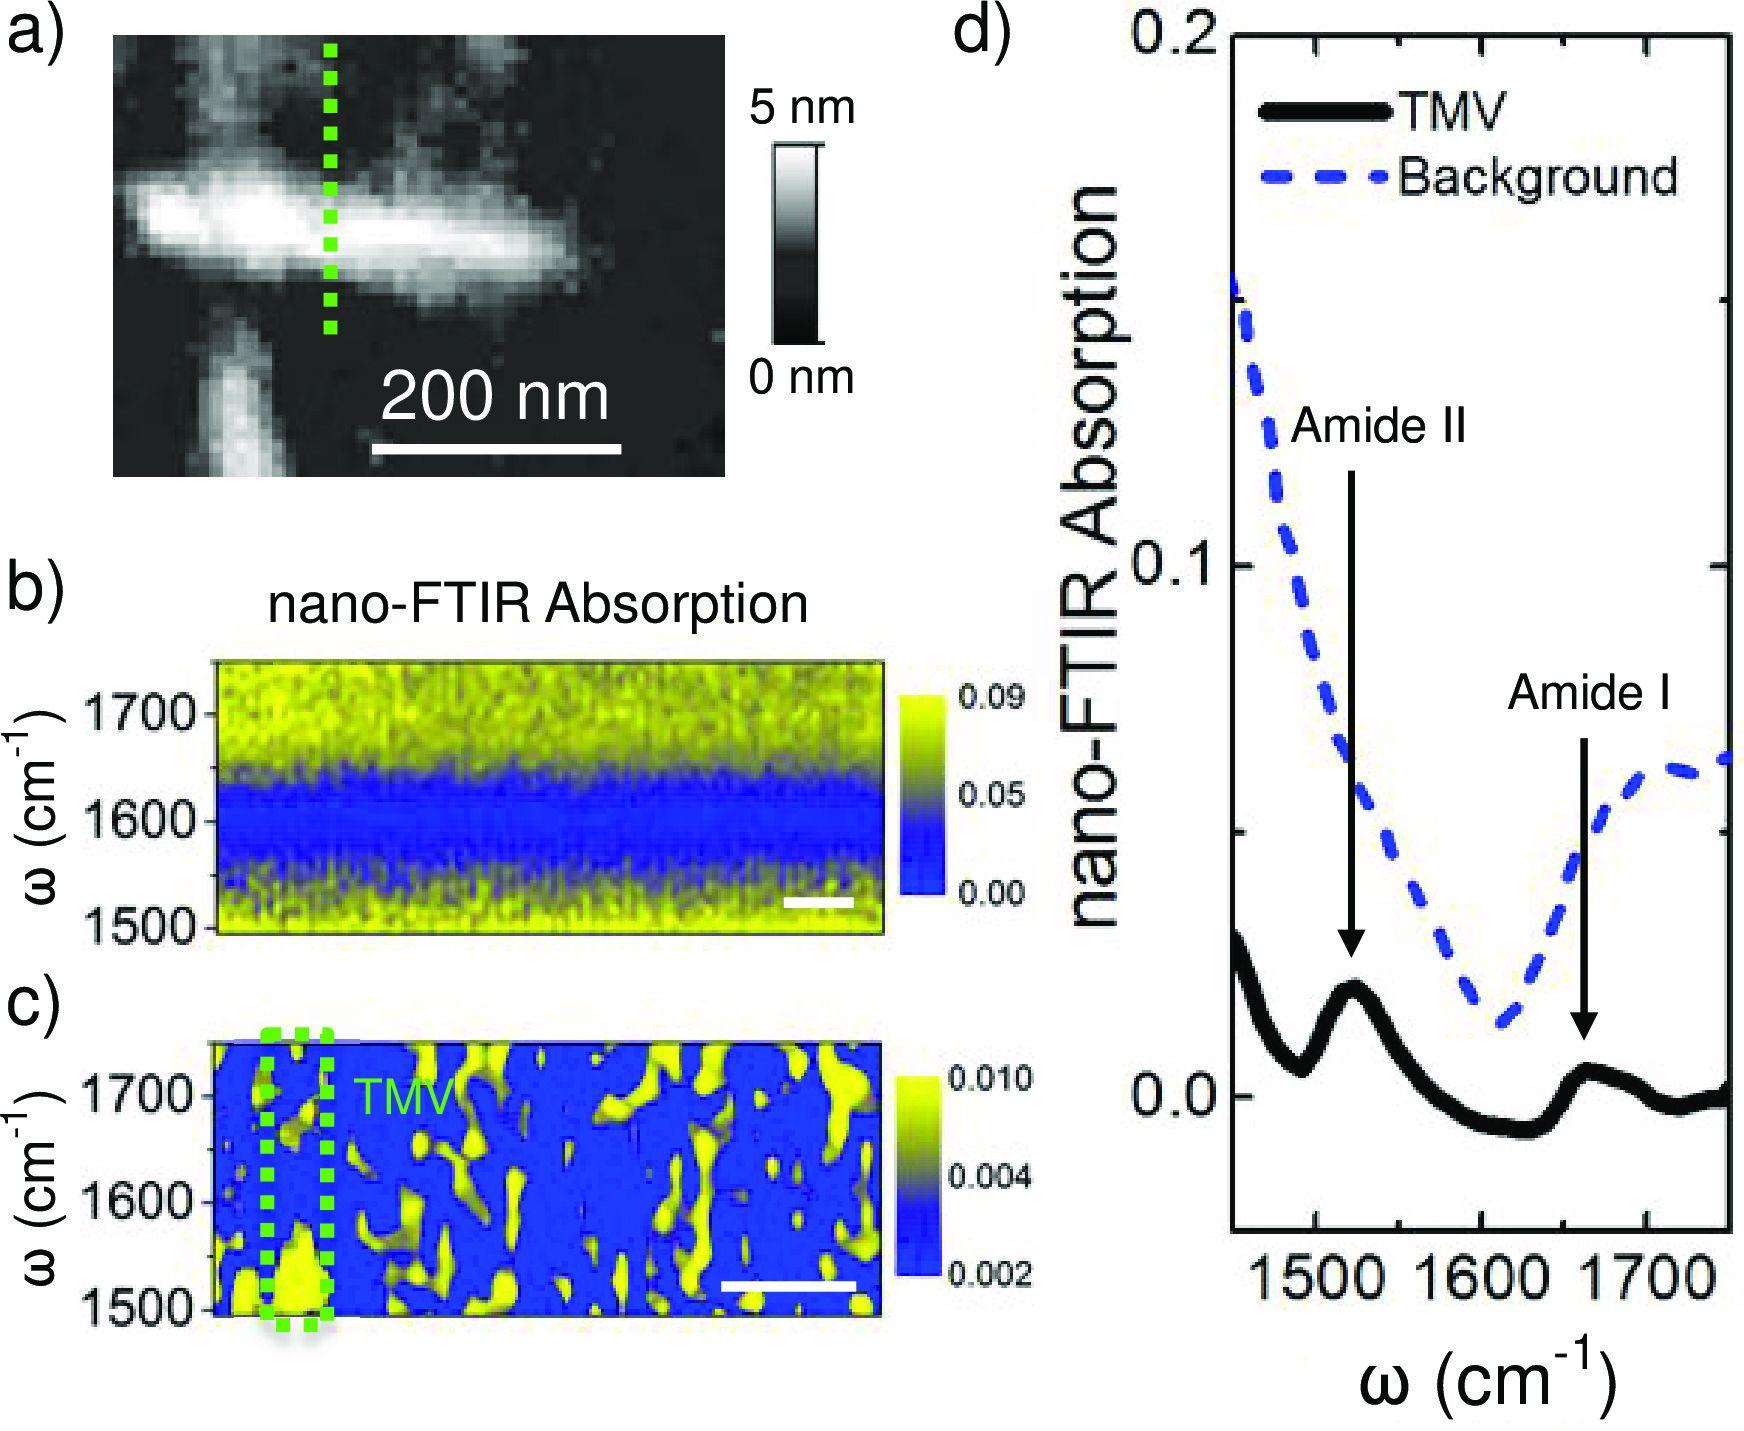 a)
5 nm
0 nm
200 nm
b)
nano-FTIR Absorption
1700
1600
1500
ω (cm-1)
0.09
0.05
0.00
c)
TMV
1700
1600
1500
ω (cm-1)
0.010
0.004
0.002
d)
0.2
0.1
0.0
nano-FTIR Absorption
TMV
Background
Amide II
Amide I
1500 1600 1700
ω (cm-1)